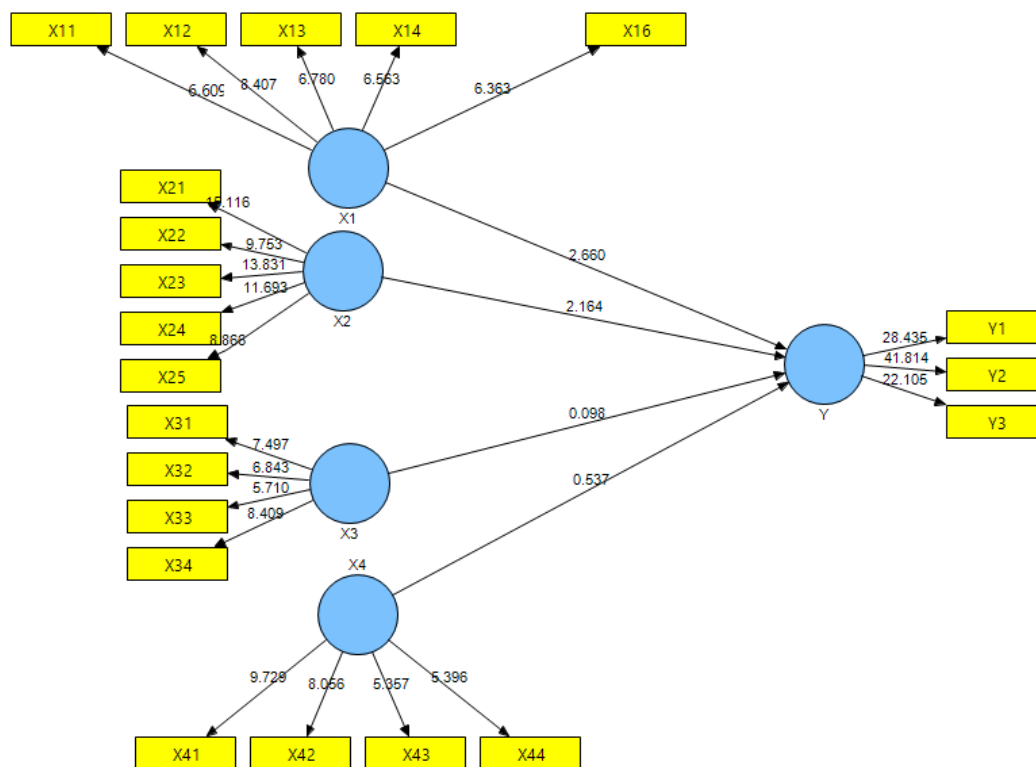 X11
X12
X13
X14
X16
6.609
8.407
6.780
6.563
6.363
X1
X21
X22
X23
X24
X25
15.116
9.753
13.831
11.693
8.868
X2
2.660
2.164
X31
X32
X33
X34
7.497
6.843
5.710
8.409
X3
0.098
0.537
Y
28.435
41.814
22.105
Y1
Y2
Y3
X4
9.729
8.056
5.357
5.396
X41
X42
X43
X44